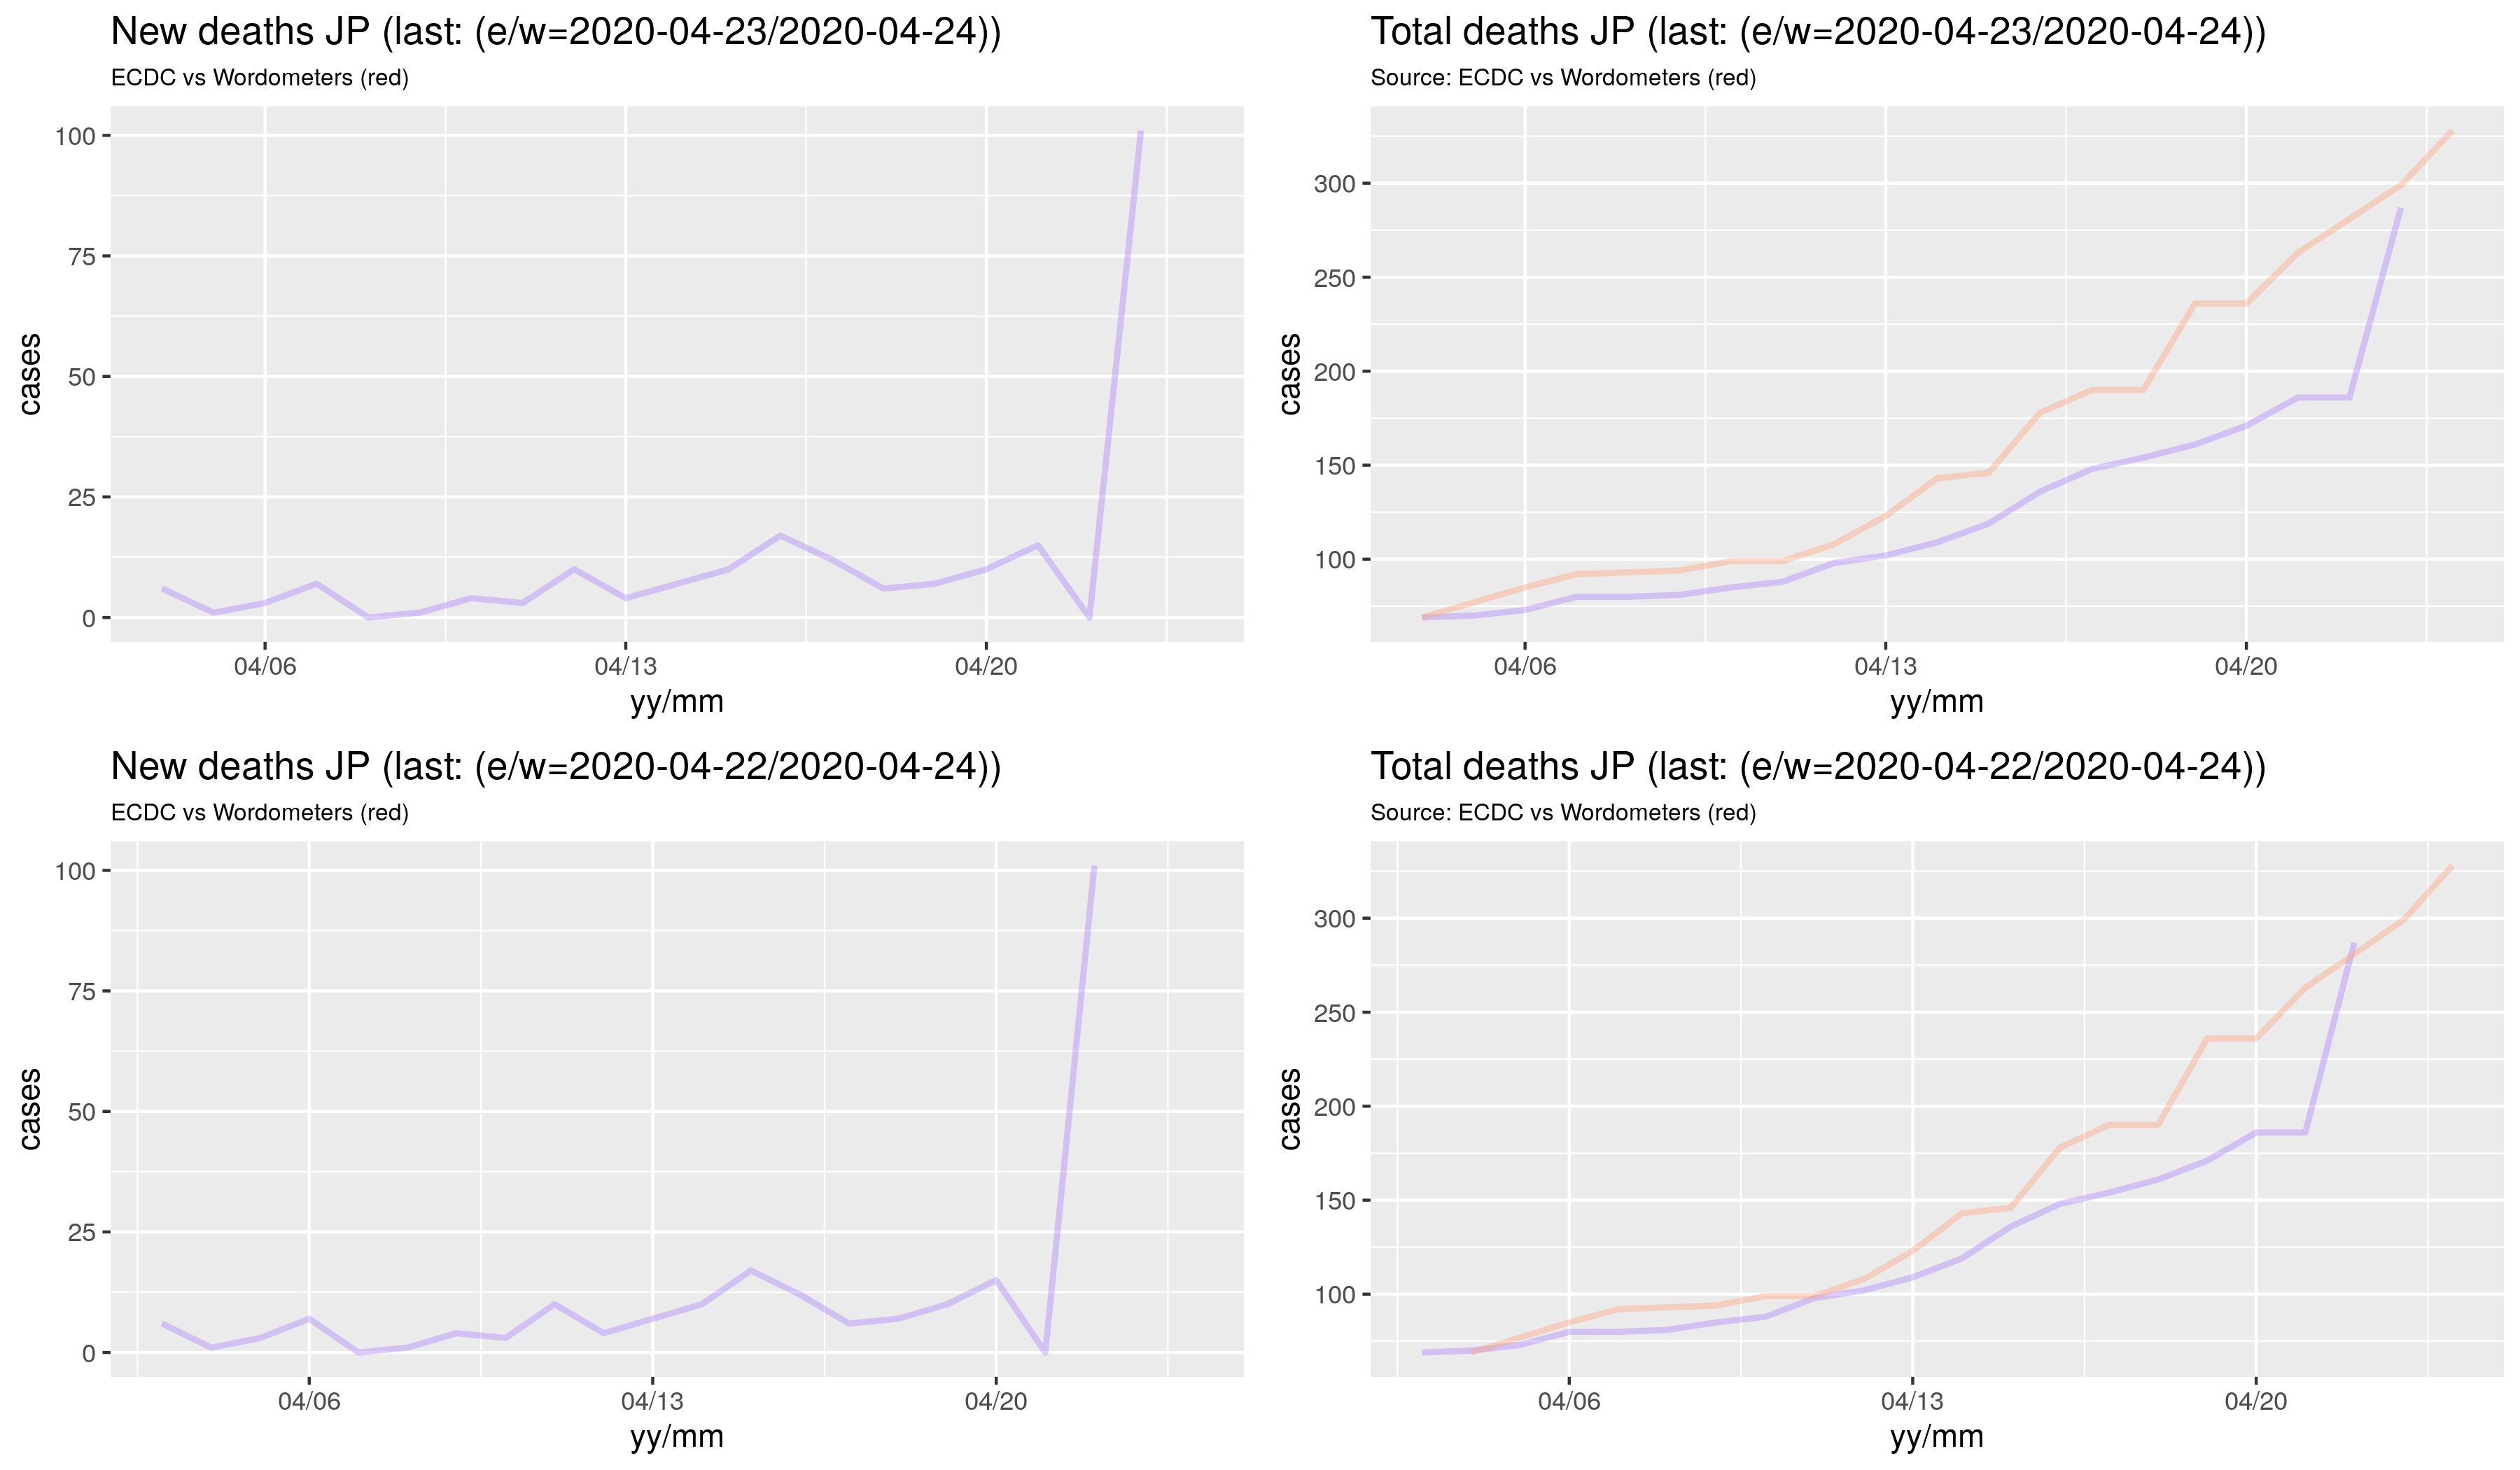 New deaths JP (last: (e/w=2020-04-23/2020-04-24))
ECDC vs Wordometers (red)
cases
100
75
50
25
0
04/06 04/13 04/20
yy/mm
Total deaths JP (last: (e/w=2020-04-23/2020-04-24))
Source: ECDC vs Wordometers (red)
cases
300
250
200
150
100
04/06 04/13 04/20
yy/mm
New deaths JP (last: (e/w=2020-04-22/2020-04-24))
ECDC vs Wordometers (red)
cases
100
75
50
25
0
04/06 04/13 04/20
yy/mm
Total deaths JP (last: (e/w=2020-04-22/2020-04-24))
Source: ECDC vs Wordometers (red)
cases
300
250
200
150
100
04/06 04/13 04/20
yy/mm